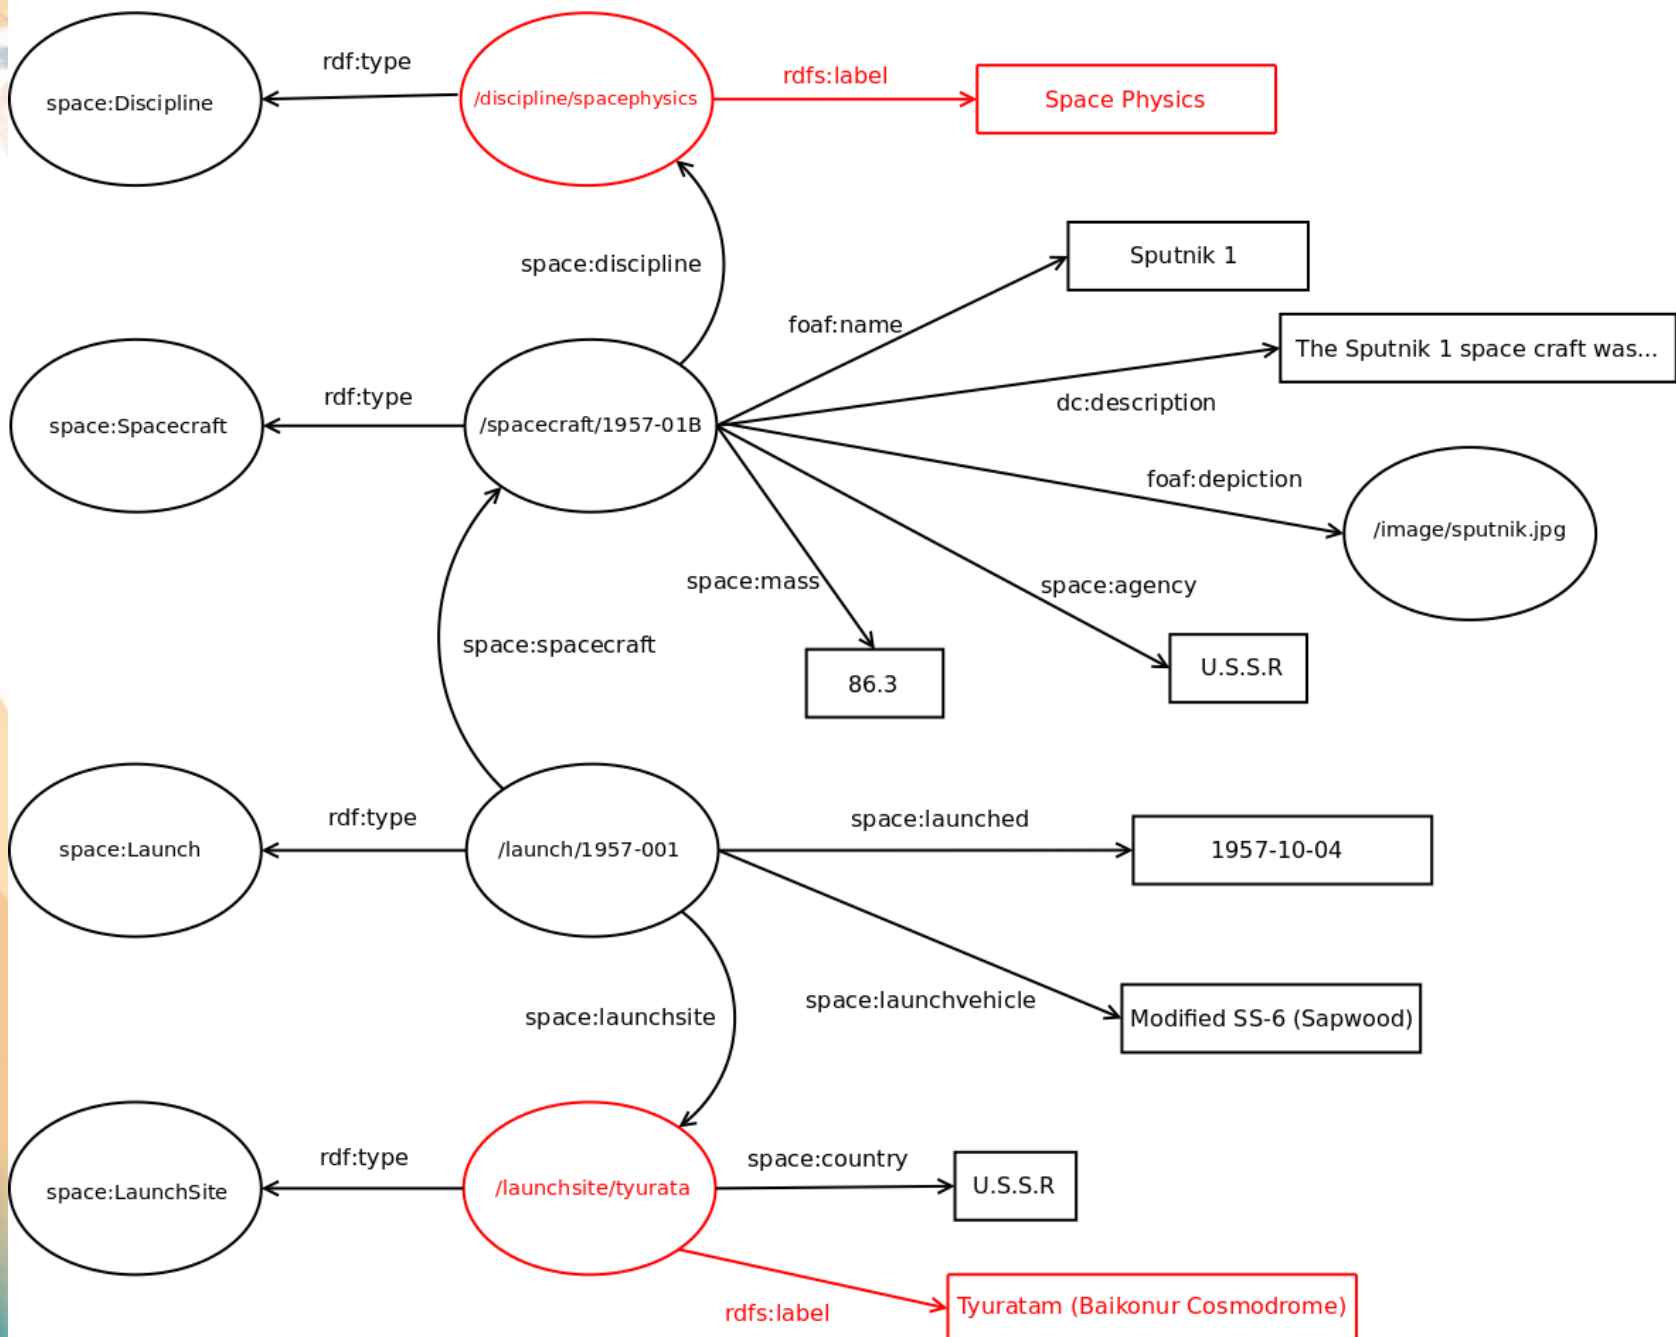 rdf:type
rdfs:label
space:Discipline
/discipline/spacephysics
Space Physics
space:discipline
Sputnik 1
foaf:name
The Sputnik 1 space craft was...
rdf:type
dc:description
space:Spacecraft
/spacecraft/1957-01B
foaf:depiction
/image/sputnik.jpg
space:mass
space:agency
space:spacecraft
86.3
U.S.S.R
rdf:type
space:launched
space:Launch
/launch/1957-001
1957-10-04
space:launchvehicle
space:launchsite
Modified SS-6 (Sapwood)
rdf:type
space:country
space:LaunchSite
/launchsite/tyurata
U.S.S.R
rdfs:label
Tyuratam (Baikonur Cosmodrome)